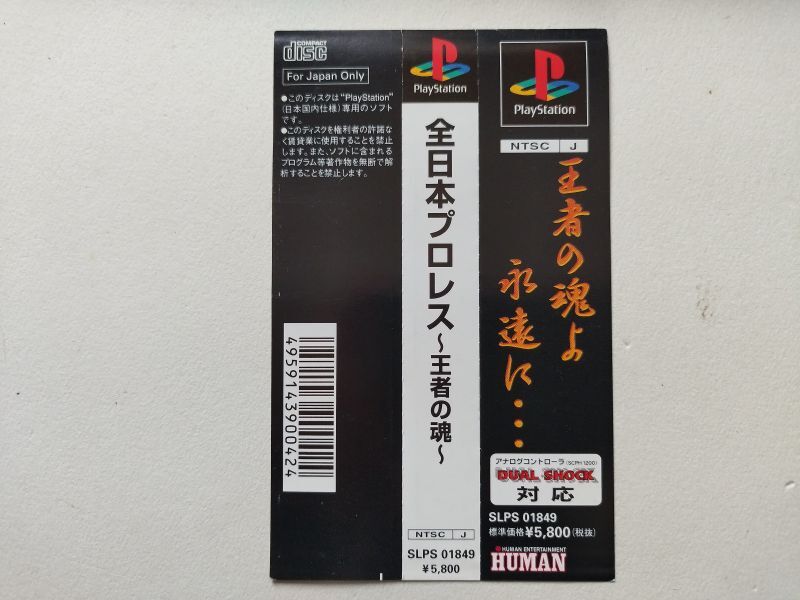 COMPACT
disc
For Japan Only
●このディスクは"PlayStation"
(日本国内仕様)専用のソフト
です。
●このディスクを権利者の許諾な
く賃貸業に使用することを禁止
します。また、ソフトに含まれる
プログラム等著作物を無断で解
析することを禁止します。
4959143900424
PlayStation
全日本プロレス〜王者の魂〜
NTSC J
SLPS 01849
¥5,800
PlayStation
NTSC J
王者の魂よ
永遠に・・・
アナログコントローラ(SCPH 1200)
DUAL SHOCK
対応
SLPS 01849
標準価格¥5,800(税抜)
HUMAN ENTERTAINMENT
HUMAN